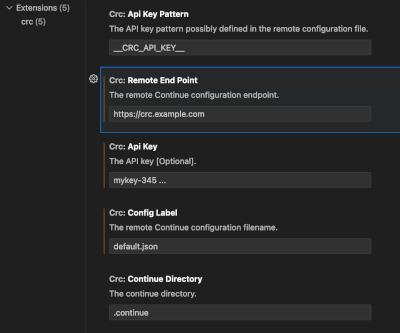 Extensions (5)
crc (5)
Crc: Api Key Pattern
The API key pattern possibly defined in the remote configuration file.
__CRC_API_KEY__
Crc: Remote End Point
The remote Continue configuration endpoint.
https://crc.example.com
Crc: Api Key
The API key [Optional].
mykey-345 ...
Crc: Config Label
The remote Continue configuration filename.
default.json
Crc: Continue Directory
The continue directory.
.continue